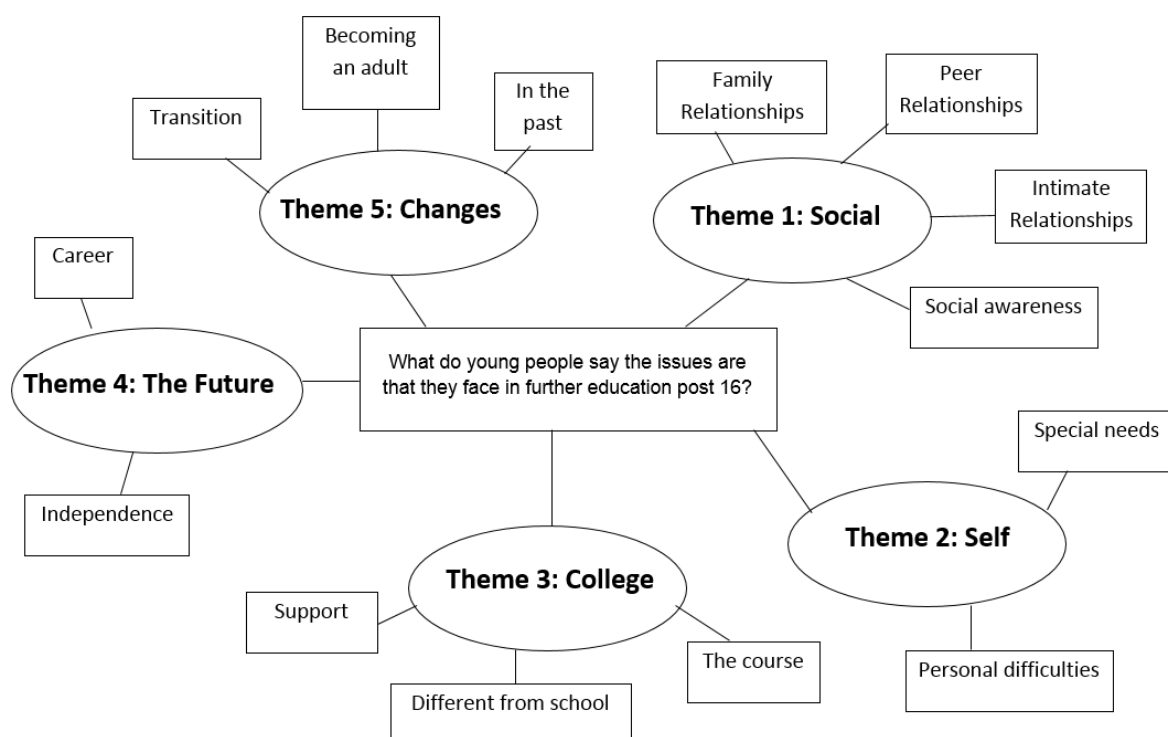 What do young people say the issues are
that they face in further education post 16?
Theme 1: Social
Family
Relationships
Peer
Relationships
Intimate
Relationships
Social awareness
Theme 2: Self
Special needs
Personal difficulties
Theme 3: College
The course
Different from school
Support
Theme 4: The Future
Independence
Career
Theme 5: Changes
Transition
Becoming
an adult
In the
past